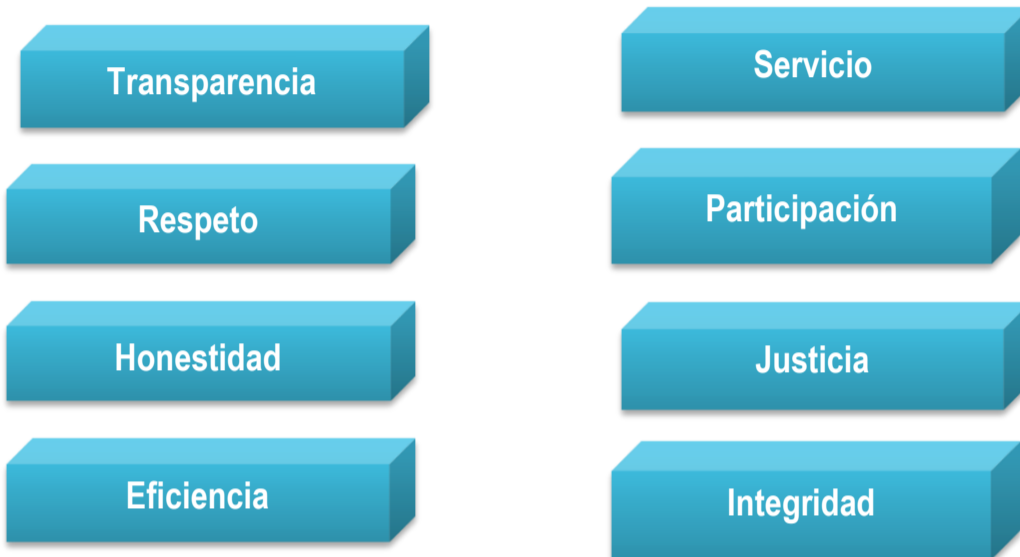 Transparencia
Respeto
Honestidad
Eficiencia
Servicio
Participación
Justicia
Integridad